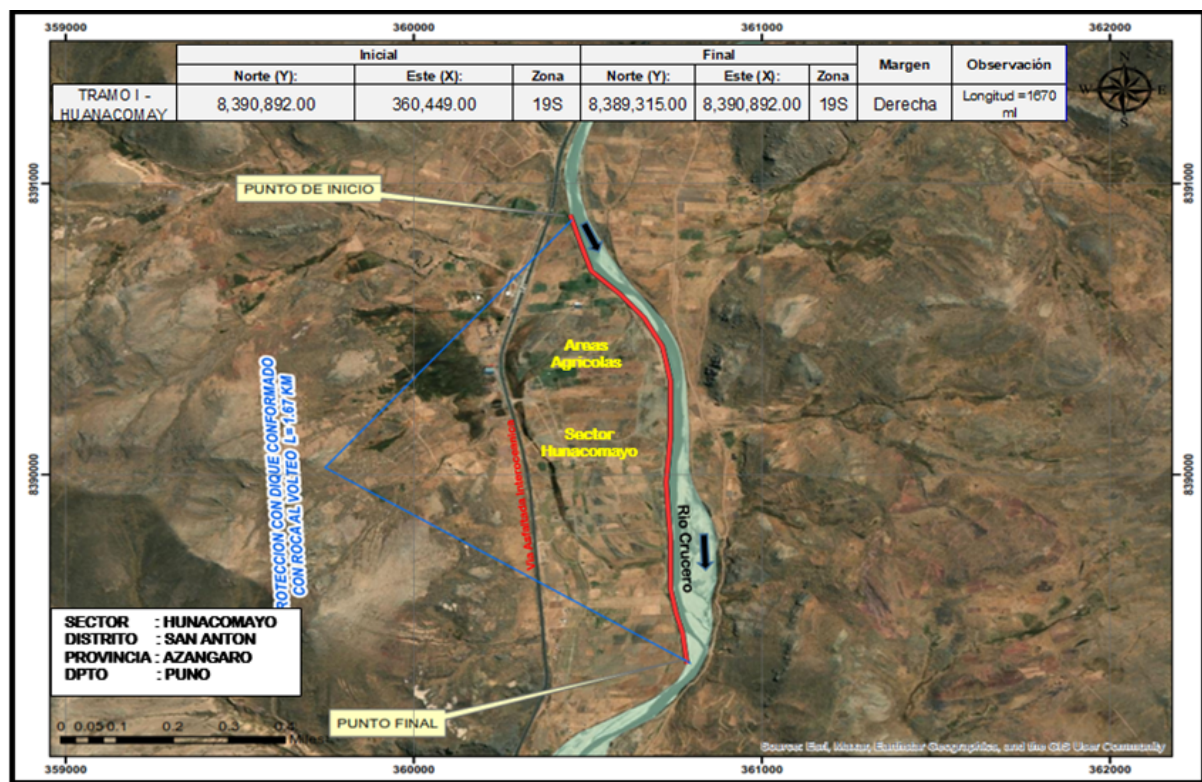 359000 360000 361000 362000
Inicial Final Margen Observación
Norte (Y): Este (X): Zona Norte (Y): Este (X): Zona
TRAMO I - HUANACOMAY 8,390,892.00 360,449.00 19S 8,389,315.00 8,390,892.00 19S Derecha Longitud =1670 ml
N
W E
S
8391000 8391000
PUNTO DE INICIO
Areas
Agricolas
Sector
Hunacomayo
8390000 8390000
ROTECCION CON DIQUE CONFORMADO
CON ROCA AL VOLTEO L= 1.67 KM
Via Asfaltada Interoceanica
Rio Crucero
SECTOR : HUNACOMAYO
DISTRITO : SAN ANTON
PROVINCIA : AZANGARO
DPTO : PUNO
PUNTO FINAL
0 0.05 0.1 0.2 0.3 0.4
Miles
Source: Esri, Maxar, Earthstar Geographics, and the GIS User Community
359000 360000 361000 362000